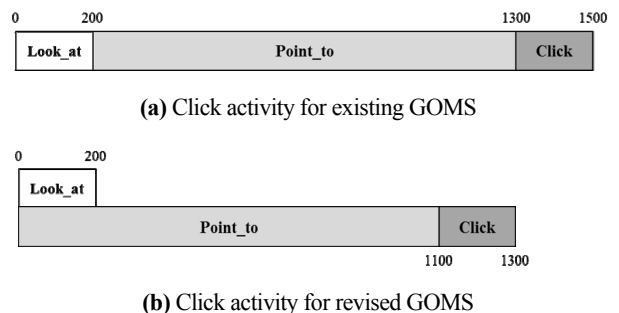 0 200 1300 1500
Look_at Point_to Click
(a) Click activity for existing GOMS
0 200
Look_at
Point_to Click
1100 1300
(b) Click activity for revised GOMS